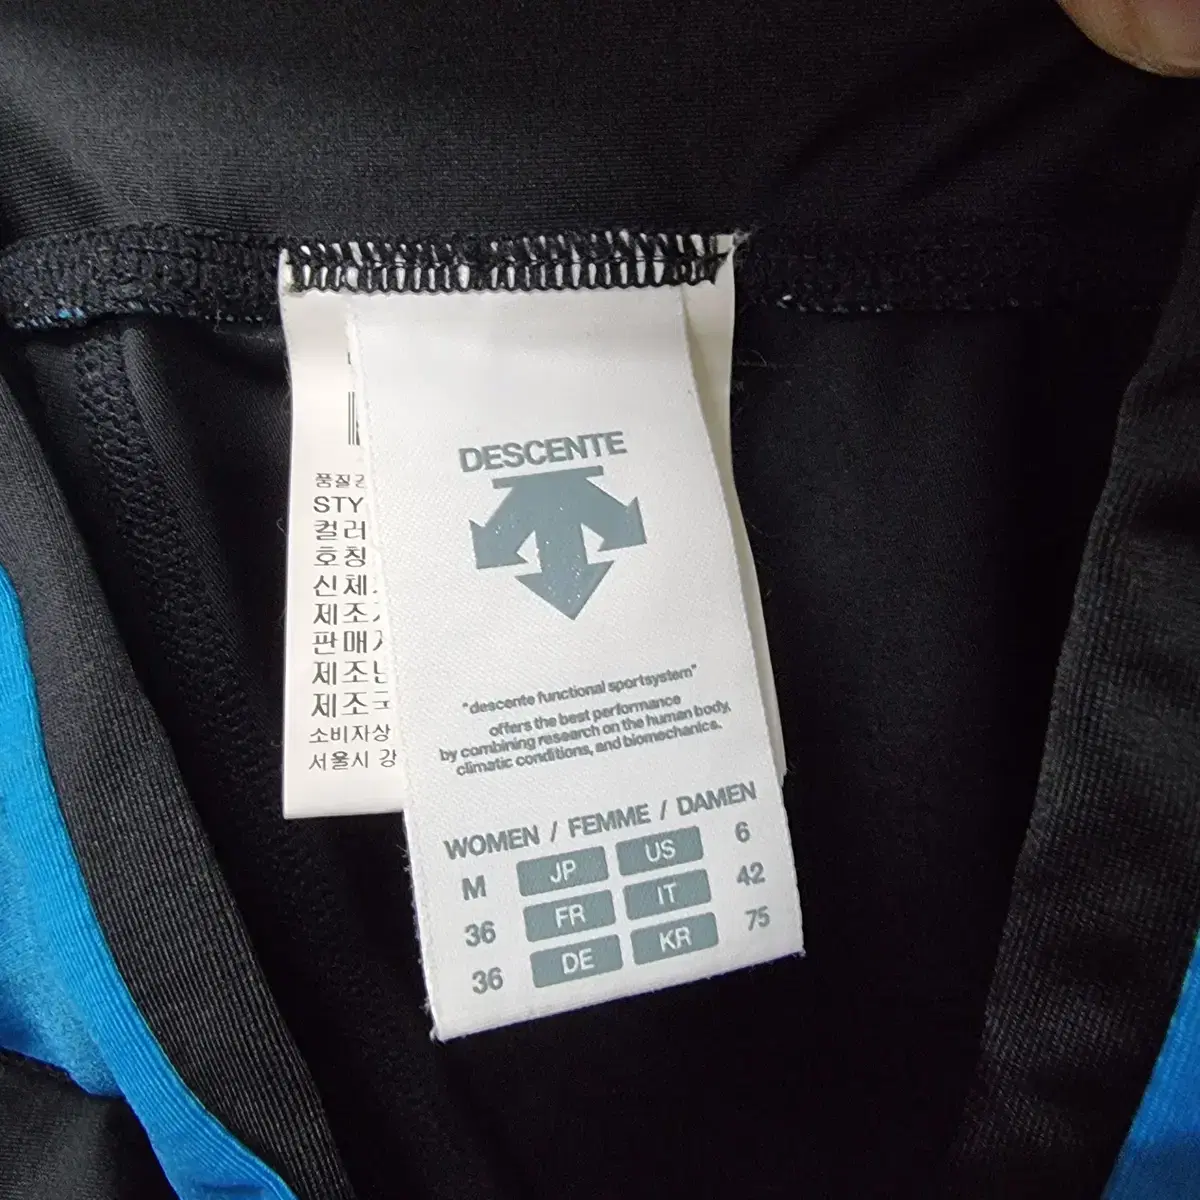 DESCENTE
"descente functional sportsystem"
offers the best performance
by combining research on the human body,
climatic conditions, and biomechanics.
WOMEN / FEMME / DAMEN
M JP US 6
36 FR IT 42
36 DE KR 75
품질
STY
컬러
호칭
신체
제조
판매
제조
제조
소비자상
서울시 강